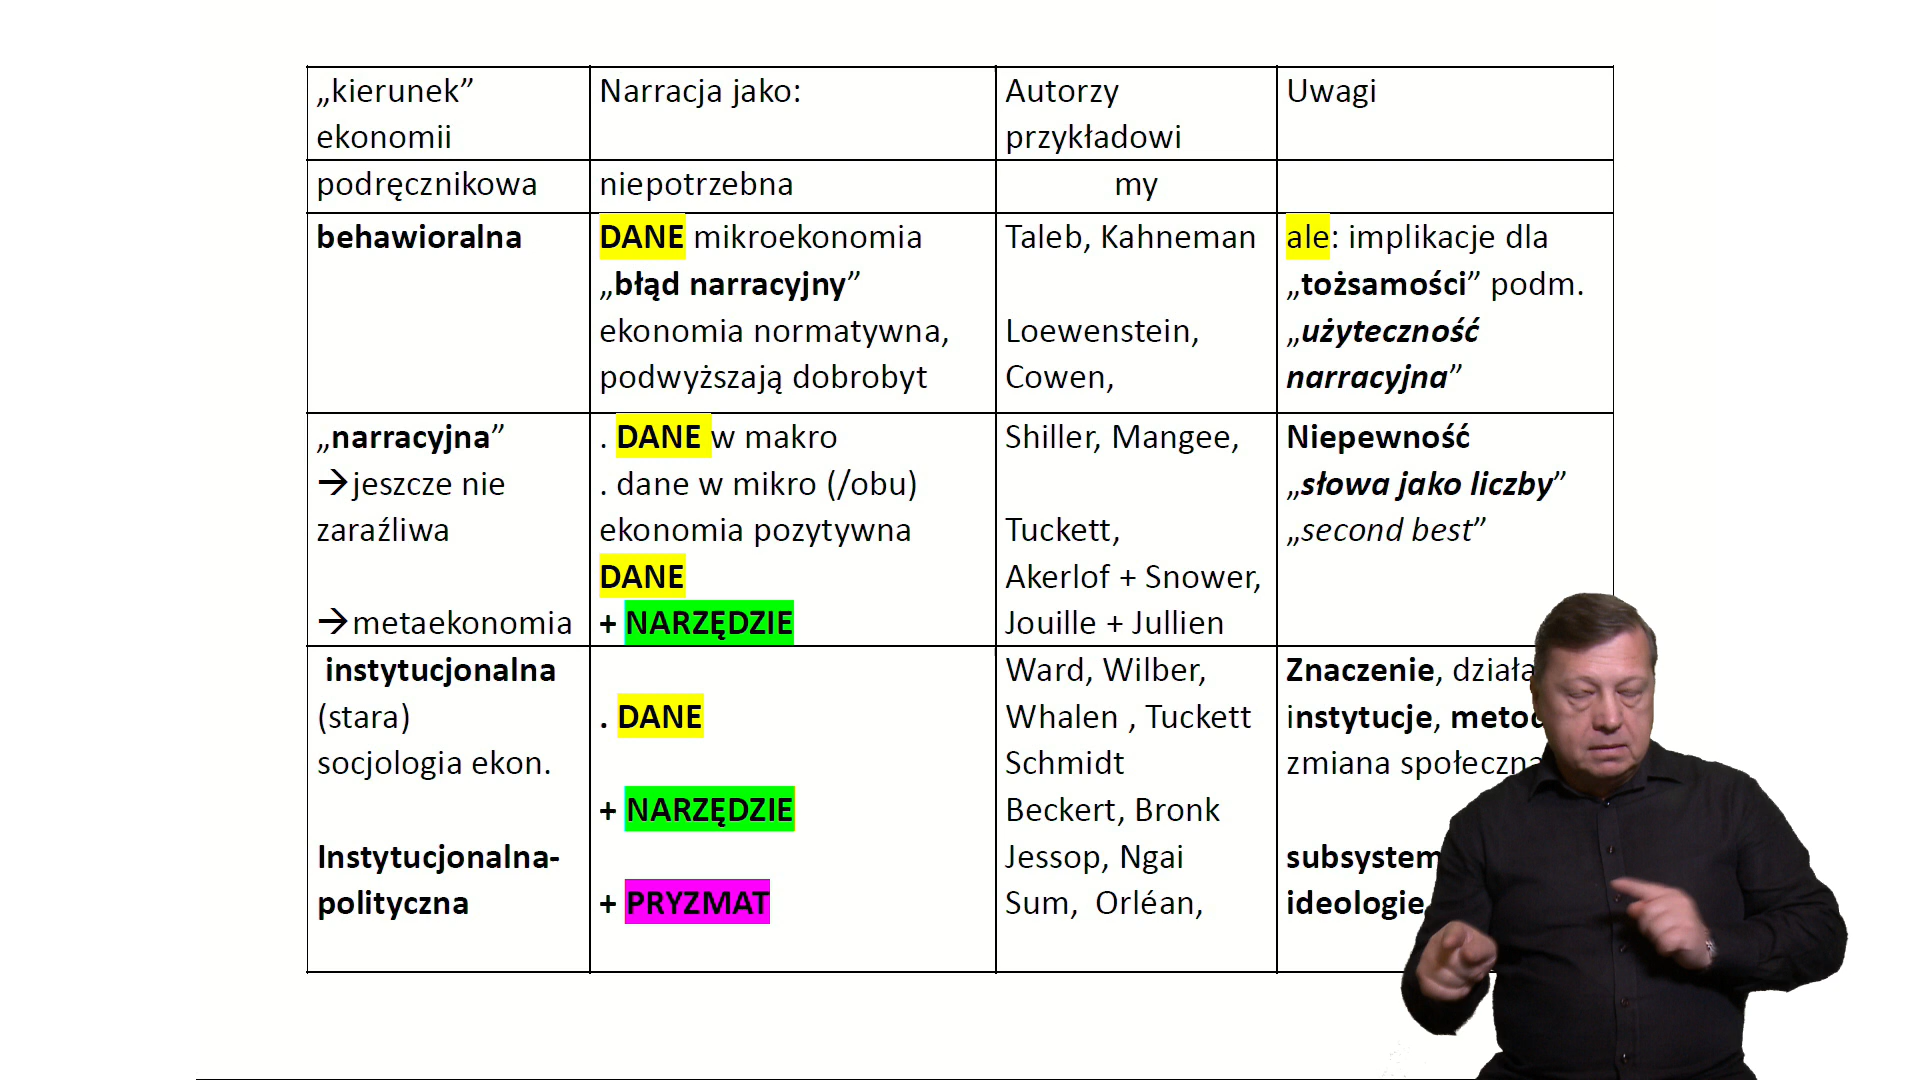 „kierunek”
ekonomii
Narracja jako:
Autorzy
przykładowi
Uwagi
podręcznikowa
niepotrzebna
my
behawioralna
DANE mikroekonomia
„błąd narracyjny”
ekonomia normatywna,
podwyższają dobrobyt
Taleb, Kahneman
Loewenstein,
Cowen,
ale: implikacje dla
„tożsamości” podm.
„użyteczność
narracyjna”
„narracyjna”
→jeszcze nie
zaraźliwa
→metaekonomia
. DANE w makro
. dane w mikro (/obu)
ekonomia pozytywna
DANE
+ NARZĘDZIE
Shiller, Mangee,
Tuckett,
Akerlof + Snower,
Jouille + Jullien
Niepewność
„słowa jako liczby”
„second best”
instytucjonalna
(stara)
socjologia ekon.
Instytucjonalna-
polityczna
. DANE
+ NARZĘDZIE
+ PRYZMAT
Ward, Wilber,
Whalen , Tuckett
Schmidt
Beckert, Bronk
Jessop, Ngai
Sum, Orléan,
Znaczenie,
instytucje,
zmiana społeczna
ideologie